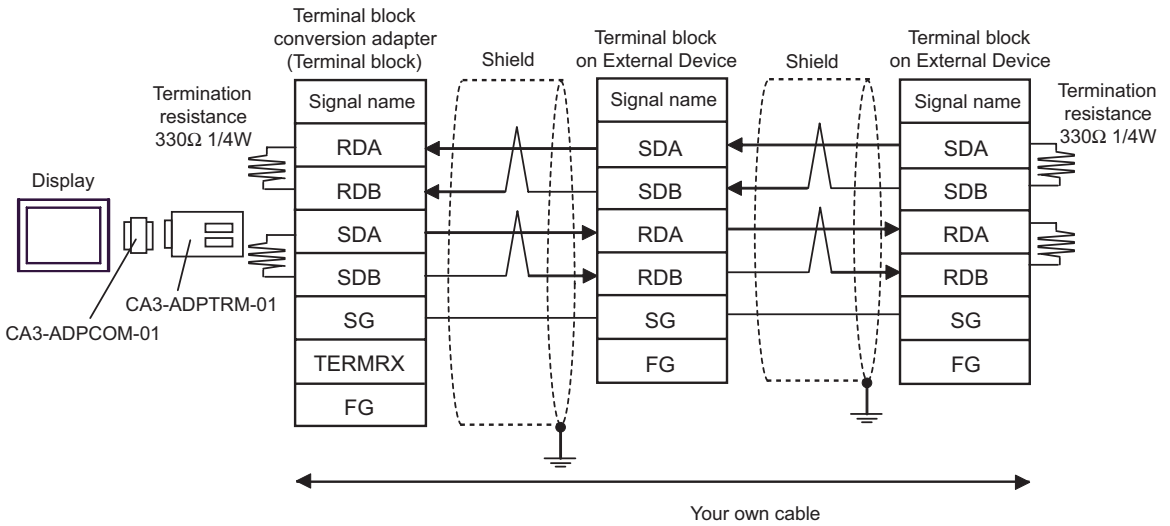 Terminal block
conversion adapter
(Terminal block)
Shield
Terminal block
on External Device
Shield
Terminal block
on External Device
Termination
resistance
330Ω 1/4W
Termination
resistance
330Ω 1/4W
Display
CA3-ADPTRM-01
CA3-ADPCOM-01
Signal name
RDA
RDB
SDA
SDB
SG
TERMRX
FG
Signal name
SDA
SDB
RDA
RDB
SG
FG
Signal name
SDA
SDB
RDA
RDB
SG
FG
Your own cable